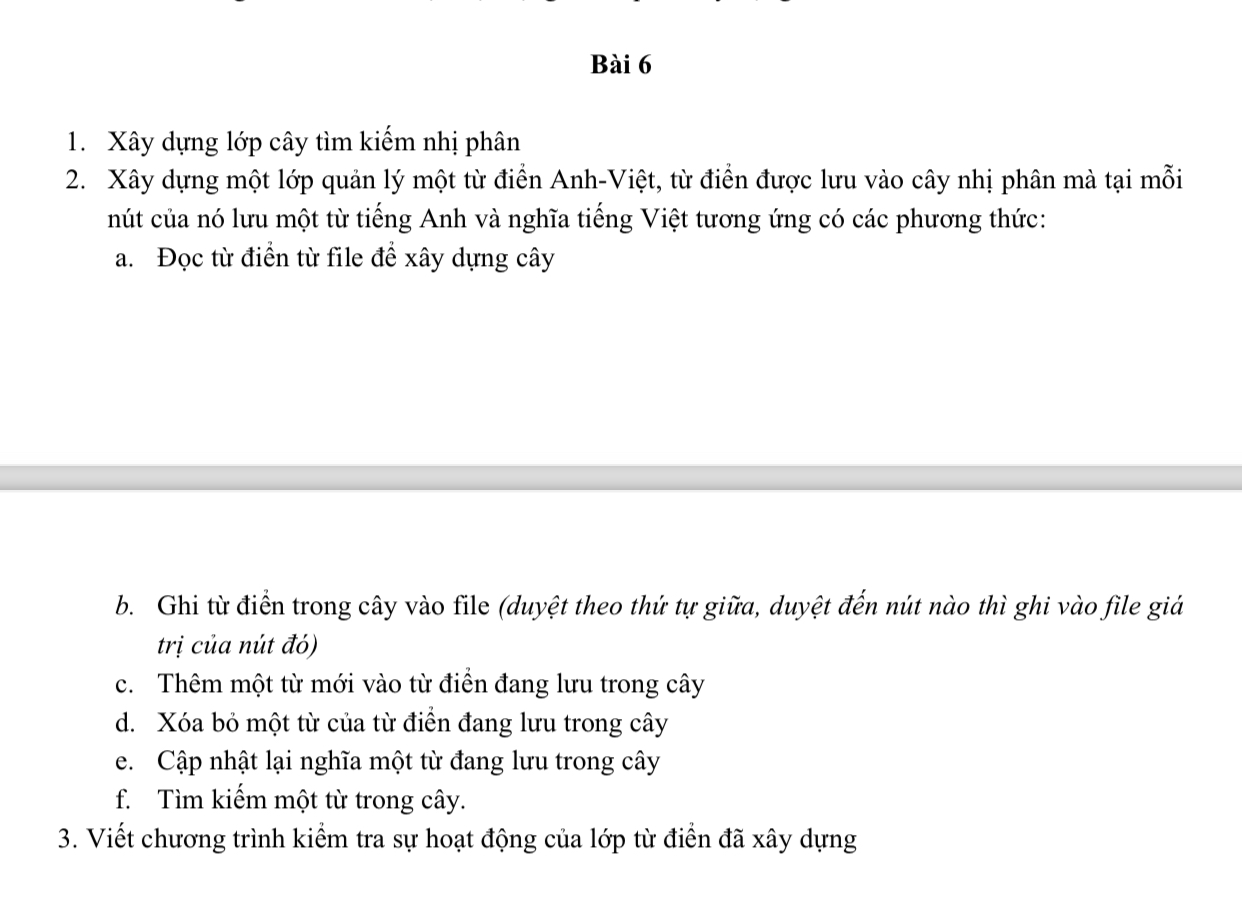 Bài 6
1. Xây dựng lớp cây tìm kiếm nhị phân
2. Xây dựng một lớp quản lý một từ điển Anh-Việt, từ điển được lưu vào cây nhị phân mà tại mỗi
nút của nó lưu một từ tiếng Anh và nghĩa tiếng Việt tương ứng có các phương thức:
a. Đọc từ điển từ file để xây dựng cây
b. Ghi từ điển trong cây vào file (duyệt theo thứ tự giữa, duyệt đến nút nào thì ghi vào file giá
trị của nút đó)
c. Thêm một từ mới vào từ điển đang lưu trong cây
d. Xóa bỏ một từ của từ điển đang lưu trong cây
e. Cập nhật lại nghĩa một từ đang lưu trong cây
f. Tìm kiếm một từ trong cây.
3. Viết chương trình kiểm tra sự hoạt động của lớp từ điển đã xây dựng